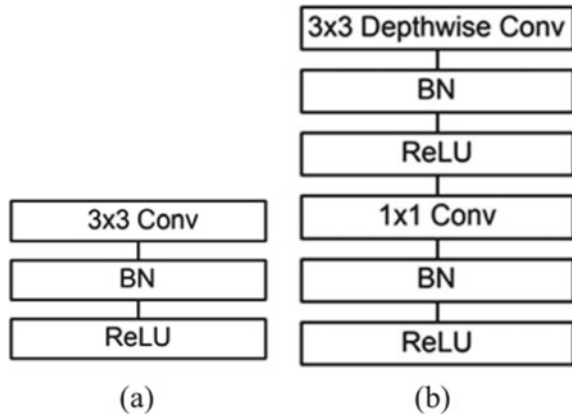 3x3 Conv
BN
ReLU
(a)
3x3 Depthwise Conv
BN
ReLU
1x1 Conv
BN
ReLU
(b)